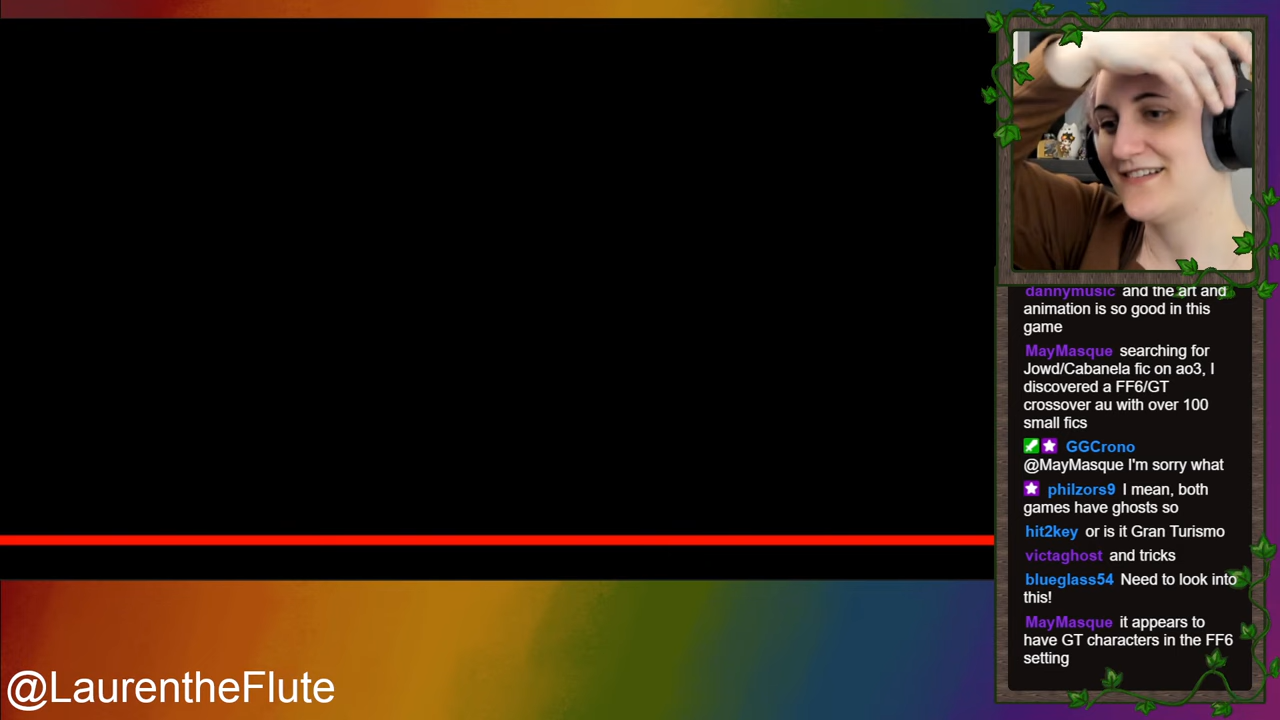 dannymusic and the art and
animation is so good in this
game
MayMasque searching for
Jowd/Cabanela fic on ao3, I
discovered a FF6/GT
crossover au with over 100
small fics
GGCrono
@MayMasque I'm sorry what
philzors9 I mean, both
games have ghosts so
hit2key or is it Gran Turismo
victaghost and tricks
blueglass54 Need to look into
this!
MayMasque it appears to
have GT characters in the FF6
setting
@LaurentheFlute